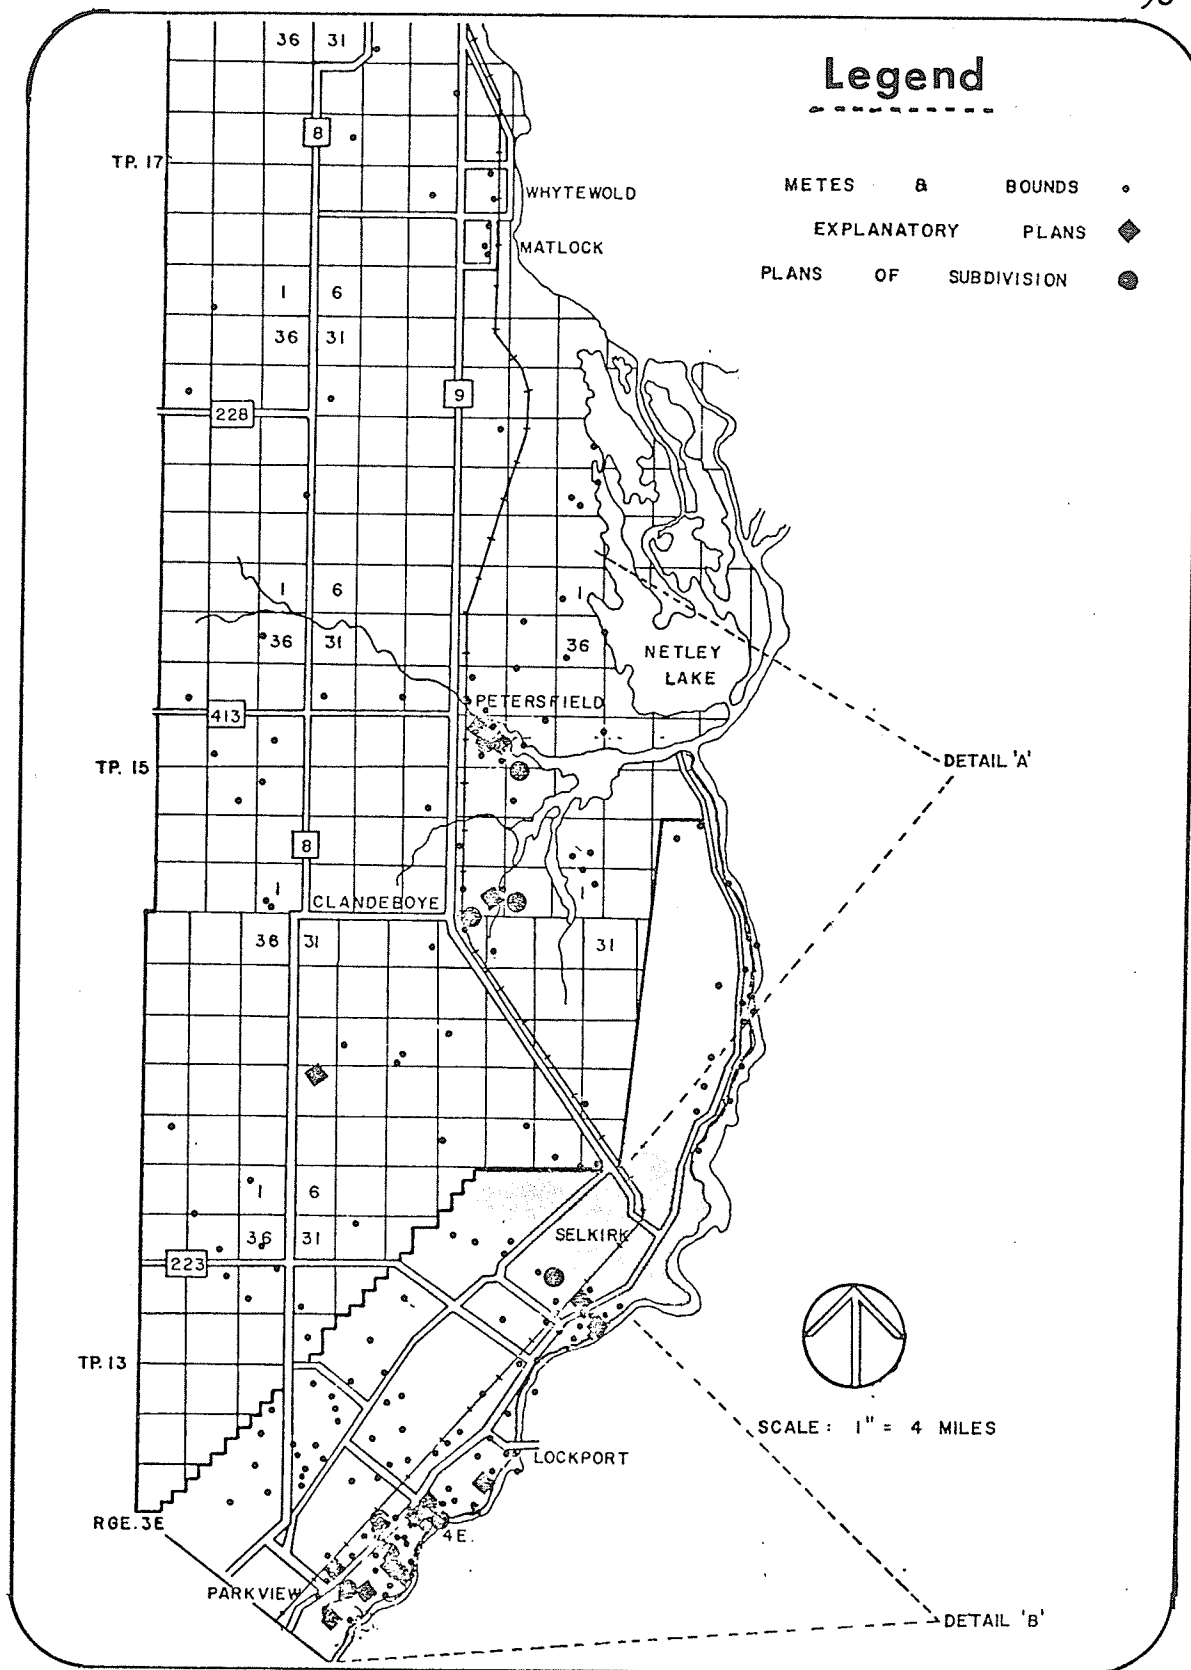 Legend
METES & BOUNDS
EXPLANATORY PLANS
PLANS OF SUBDIVISION
36 31
8
TP. 17
WHYTEWOLD
MATLOCK
1 6
36 31
9
228
1 6
1
36 31
36
NETLEY
LAKE
PETERSFIELD
413
DETAIL 'A'
TP. 15
8
1
1
CLANDEBOYE
36 31
31
1 6
SELKIRK
36 31
223
TP. 13
SCALE: 1" = 4 MILES
LOCKPORT
RGE. 3E
4E.
PARKVIEW
DETAIL 'B'